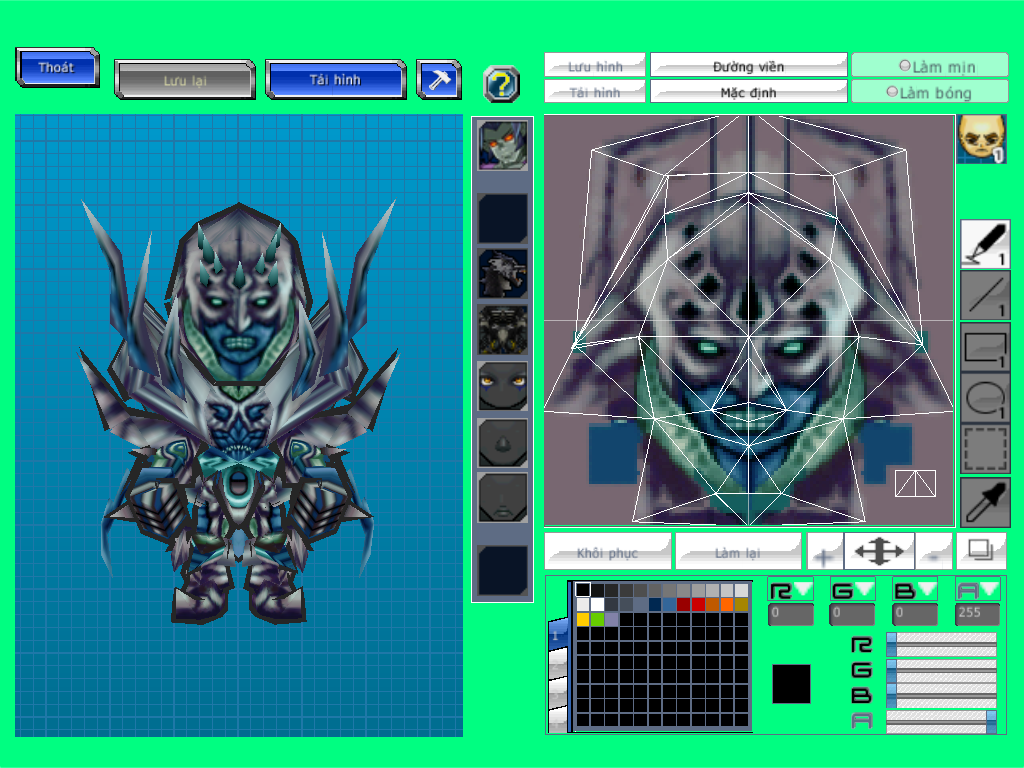 Thoát
Lưu lại
Tải hình
?
Lưu hình
Đường viền
Làm mịn
Tải hình
Mặc định
Làm bóng
1
1
1
1
1
Khôi phục
Làm lại
+
-
R
G
B
A
0
0
0
255
1
R
G
B
A